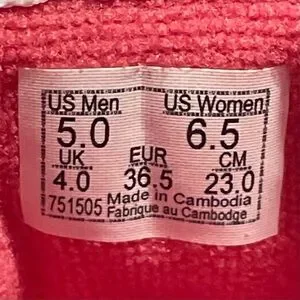 US Men US Women
5.0 6.5
UK EUR CM
4.0 36.5 23.0
751505 Made in Cambodia
Fabrique au Cambodge